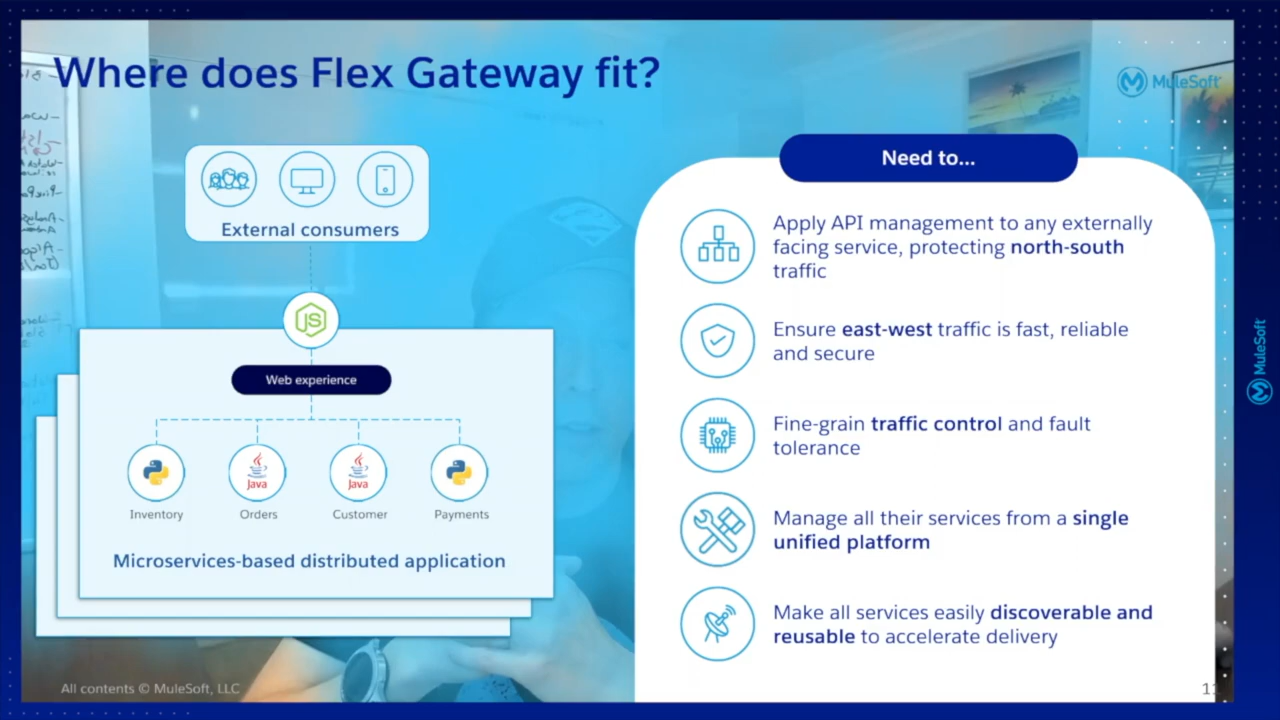 Where does Flex Gateway fit?
MuleSoft
External consumers
JS
Web experience
Java
Java
Inventory
Orders
Customer
Payments
Microservices-based distributed application
Need to...
Apply API management to any externally
facing service, protecting north-south
traffic
Ensure east-west traffic is fast, reliable
and secure
Fine-grain traffic control and fault
tolerance
Manage all their services from a single
unified platform
Make all services easily discoverable and
reusable to accelerate delivery
All contents © MuleSoft, LLC
11
MuleSoft